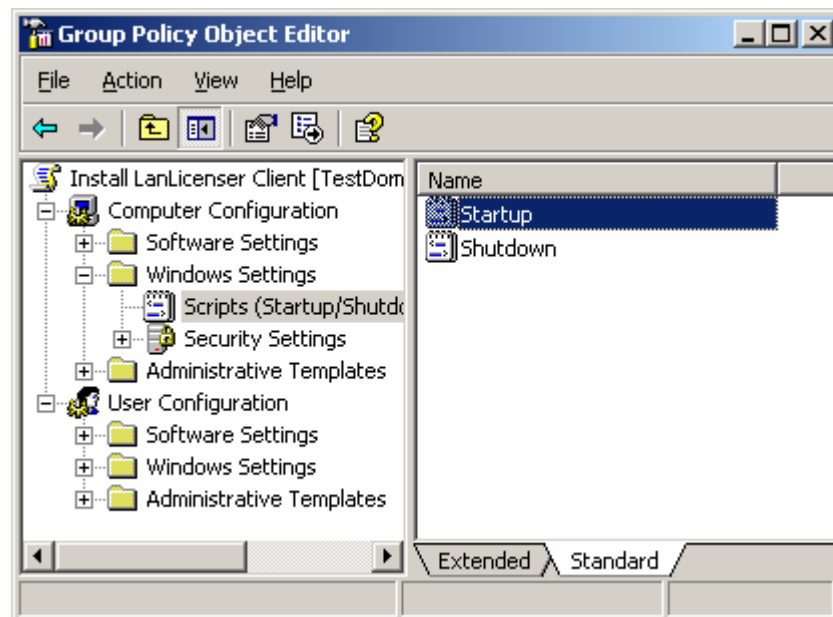 Group Policy Object Editor
File Action View Help
Install LanLicenser Client [TestDom
Computer Configuration
Software Settings
Windows Settings
Scripts (Startup/Shutdo
Security Settings
Administrative Templates
User Configuration
Software Settings
Windows Settings
Administrative Templates
Name
Startup
Shutdown
Extended Standard